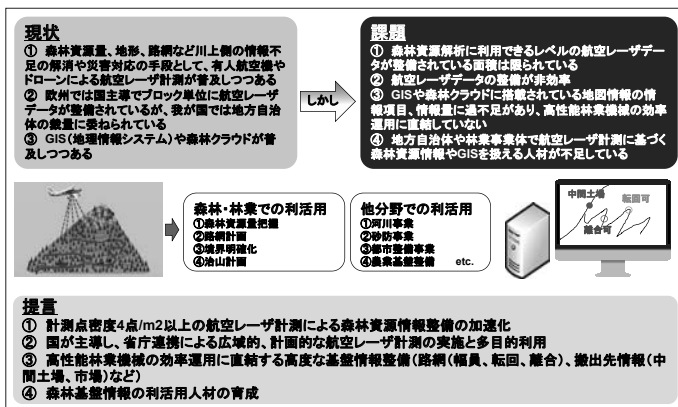 現状
① 森林資源量、地形、路網など川上側の情報不
足の解消や災害対応の手段として、有人航空機や
ドローンによる航空レーザ計測が普及しつつある
② 欧州では国主導でブロック単位に航空レーザ
データが整備されているが、我が国では地方自治
体の裁量に委ねられている
③ GIS(地理情報システム)や森林クラウドが普
及しつつある
しかし
課題
① 森林資源解析に利用できるレベルの航空レーザデー
タが整備されている面積は限られている
② 航空レーザデータの整備が非効率
③ GISや森林クラウドに搭載されている地図情報の情
報項目、情報量に過不足があり、高性能林業機械の効率
運用に直結していない
④ 地方自治体や林業事業体で航空レーザ計測に基づく
森林資源情報やGISを扱える人材が不足している
森林・林業での利活用
①森林資源量把握
②路網計画
③境界明確化
④治山計画
他分野での利活用
①河川事業
②砂防事業
③都市整備事業
④農業基盤整備 etc.
中間土場
転回可
離合可
提言
① 計測点密度4点/m2以上の航空レーザ計測による森林資源情報整備の加速化
② 国が主導し、省庁連携による広域的、計画的な航空レーザ計測の実施と多目的利用
③ 高性能林業機械の効率運用に直結する高度な基盤情報整備(路網(幅員、転回、離合)、搬出先情報(中
間土場、市場)など)
④ 森林基盤情報の利活用人材の育成